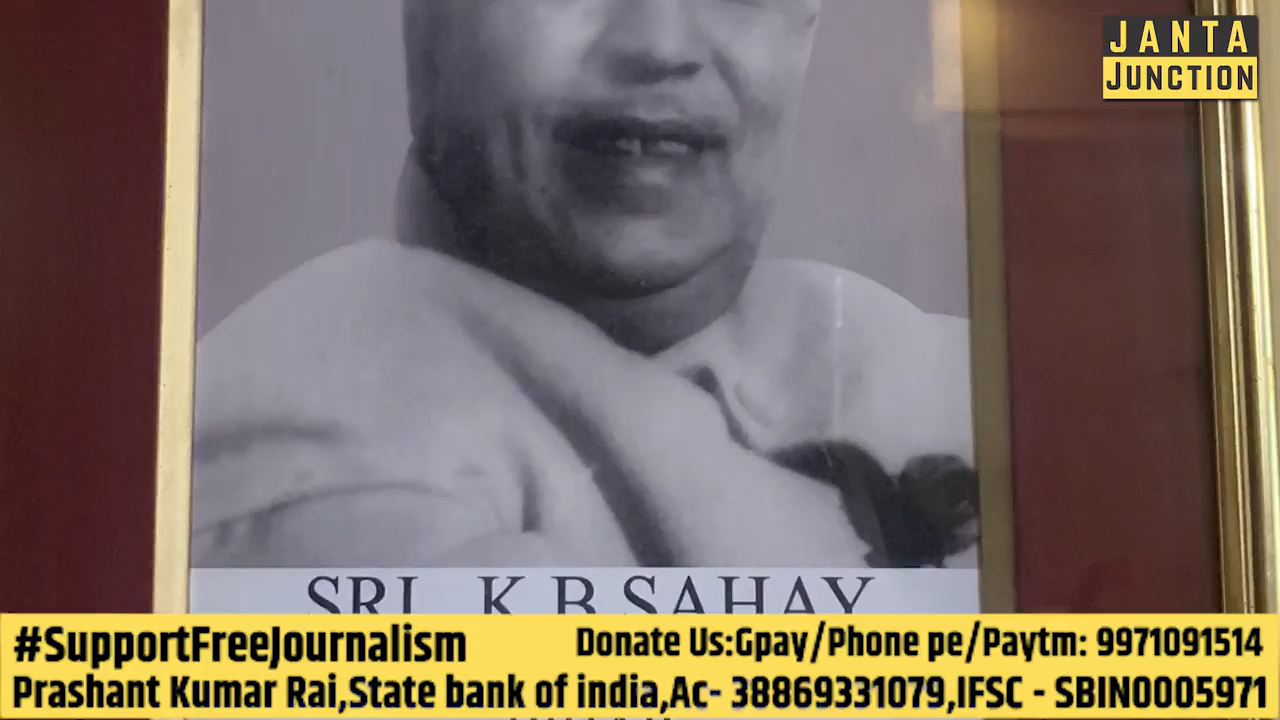 JANTA
JUNCTION
SRI K.B.SAHAY
#SupportFreeJournalism
Donate Us:Gpay/Phone pe/Paytm: 9971091514
Prashant Kumar Rai,State bank of india,Ac- 38869331079,IFSC - SBIN0005971